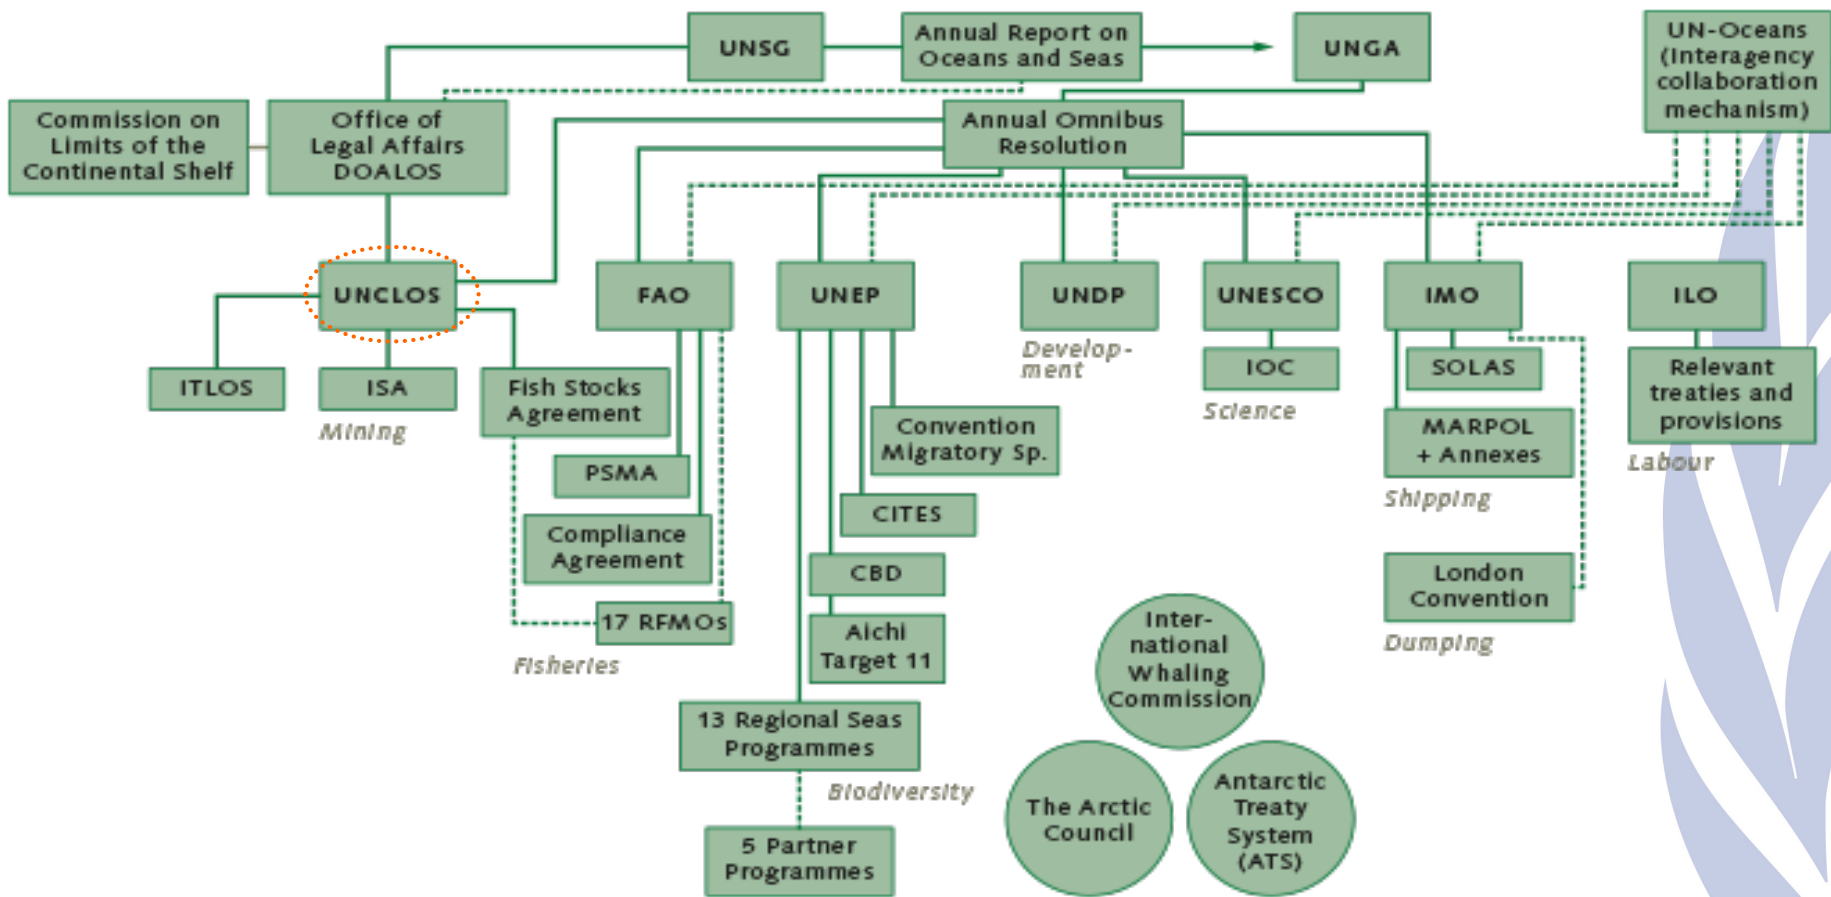 UNSG
Annual Report on
Oceans and Seas
UNGA
UN-Oceans
(Interagency
collaboration
mechanism)
Commission on
Limits of the
Continental Shelf
Office of
Legal Affairs
DOALOS
Annual Omnibus
Resolution
UNCLOS
FAO
UNEP
UNDP
UNESCO
IMO
ILO
Develop-
ment
ITLOS
ISA
Mining
Fish Stocks
Agreement
IOC
Science
SOLAS
Relevant
treaties and
provisions
Labour
PSMA
Convention
Migratory Sp.
MARPOL
+ Annexes
Shipping
Compliance
Agreement
CITES
CBD
London
Convention
Dumping
17 RFMOs
Fisheries
Aichi
Target 11
13 Regional Seas
Programmes
Biodiversity
5 Partner
Programmes
Inter-
national
Whaling
Commission
The Arctic
Council
Antarctic
Treaty
System
(ATS)